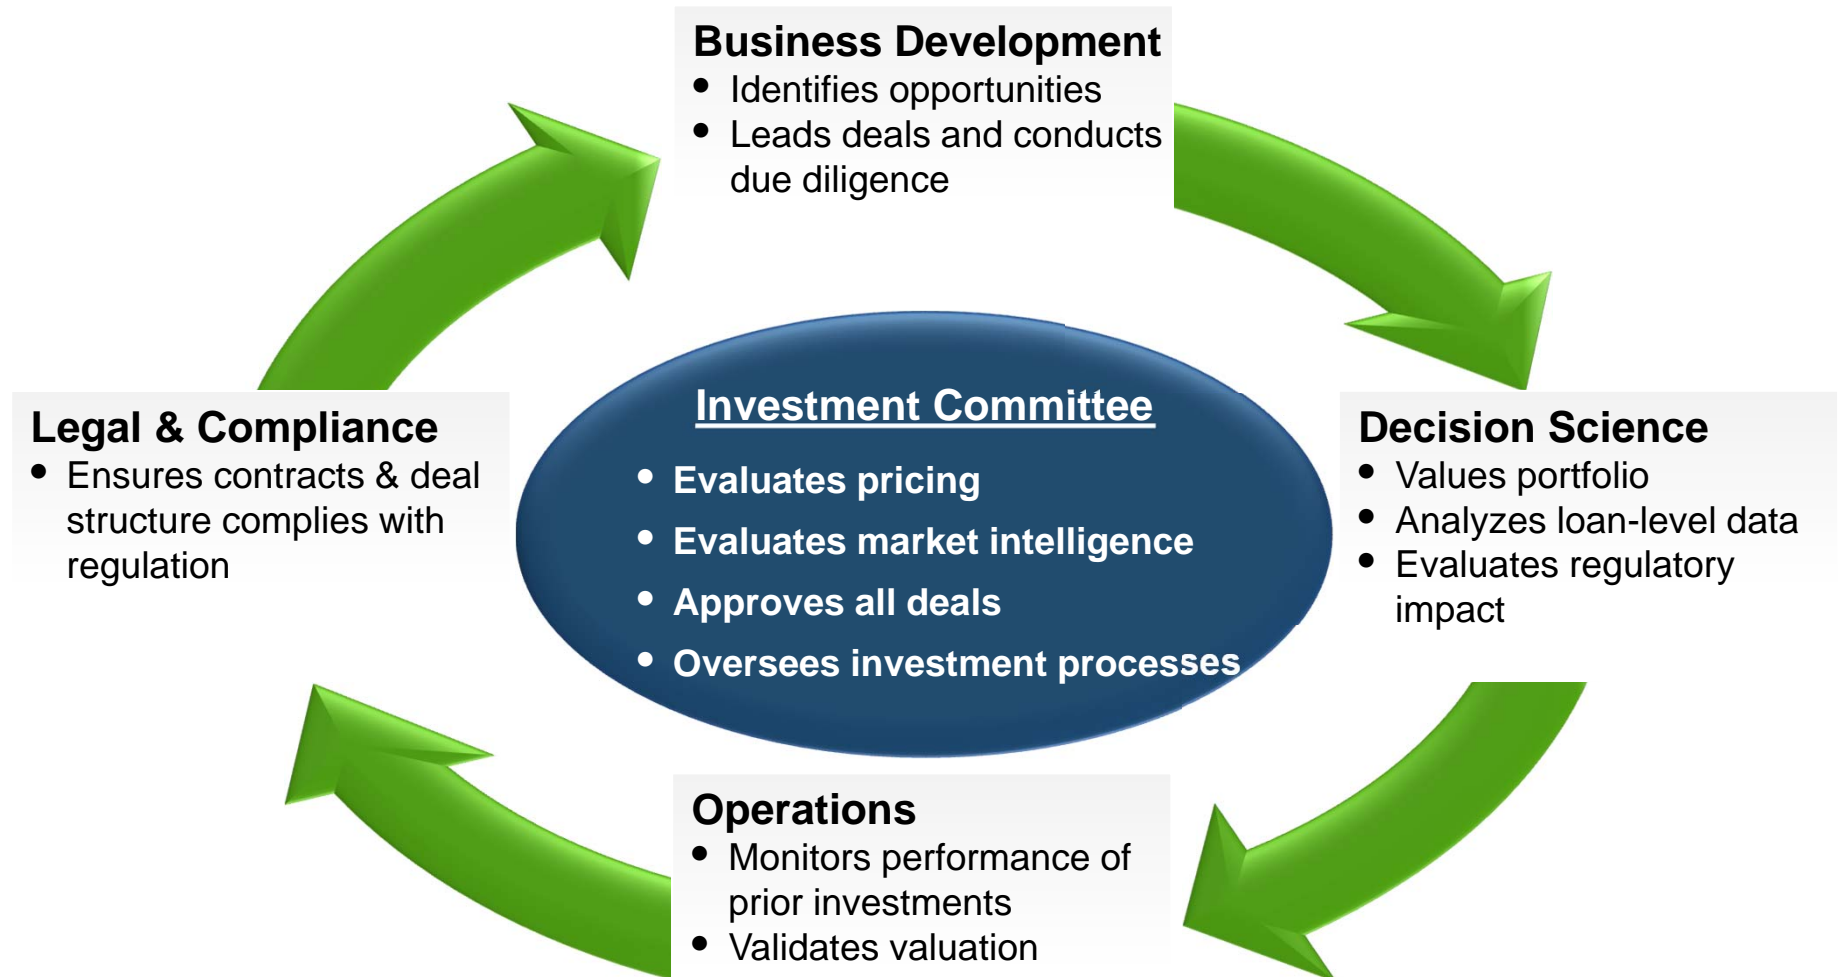 Business Development
• Identifies opportunities
• Leads deals and conducts
due diligence
Legal & Compliance
• Ensures contracts & deal
structure complies with
regulation
Investment Committee
• Evaluates pricing
• Evaluates market intelligence
• Approves all deals
• Oversees investment processes
Decision Science
• Values portfolio
• Analyzes loan-level data
• Evaluates regulatory
impact
Operations
• Monitors performance of
prior investments
• Validates valuation